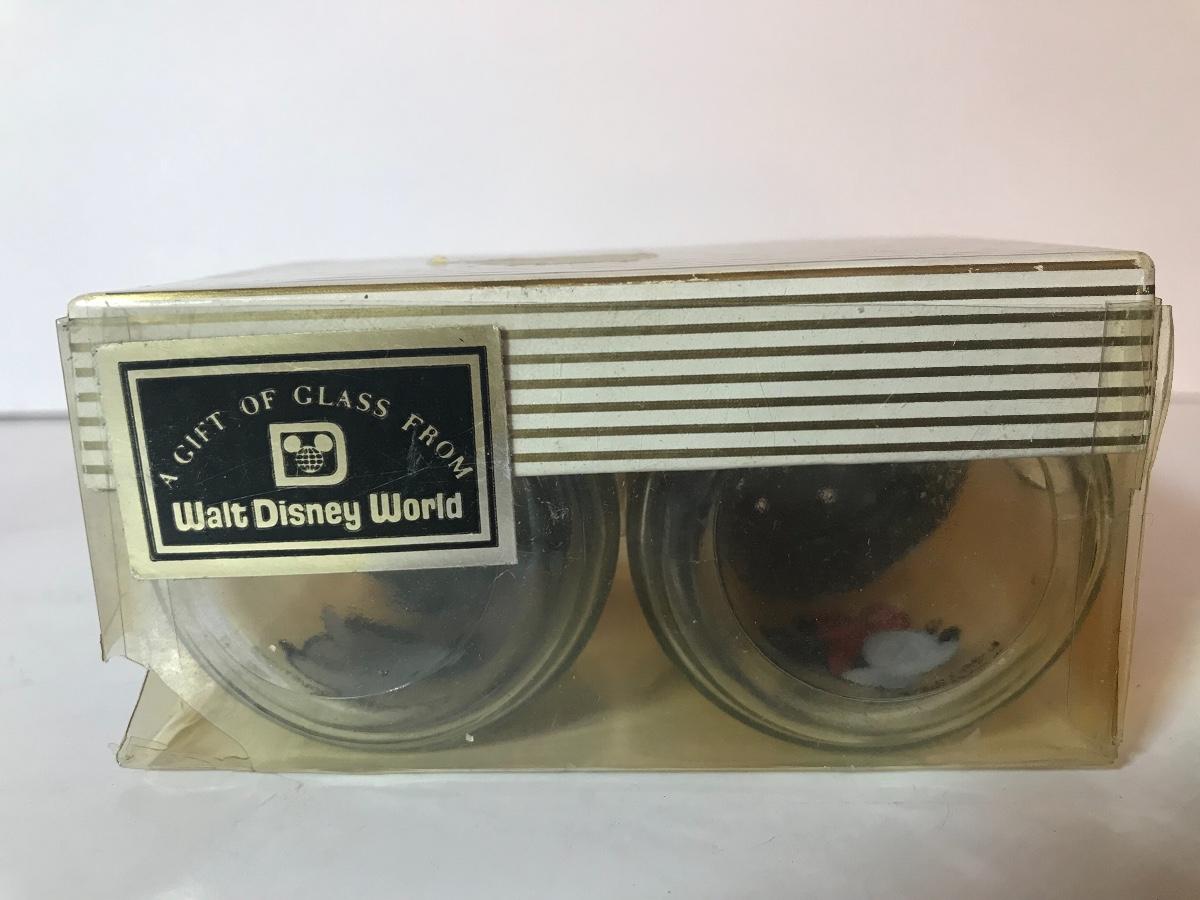 A GIFT OF GLASS FROM
D
Walt Disney World